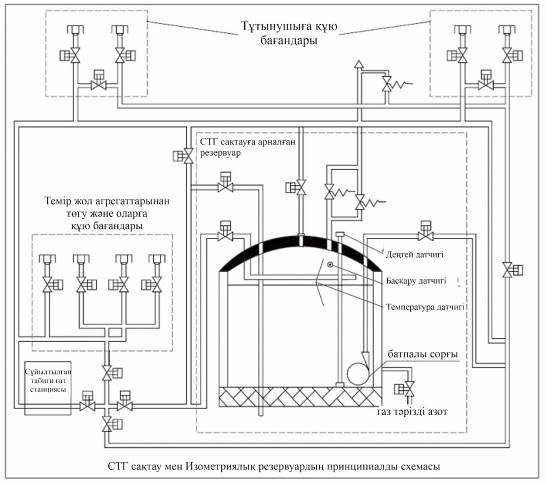 Тұтынушыға құю
бағандары
СТГ сақтауға арналған
резервуар
Темір жол агрегаттарынан
төгу және оларға
құю бағандары
Деңгей датчигі
Басқару датчигі
Температура датчигі
Сұйылтылған
табиғи газ
станциясы
батпалы сорғы
газ тәрізді азот
СТГ сақтау мен Изометриялық резервуардың принципиалды схемасы